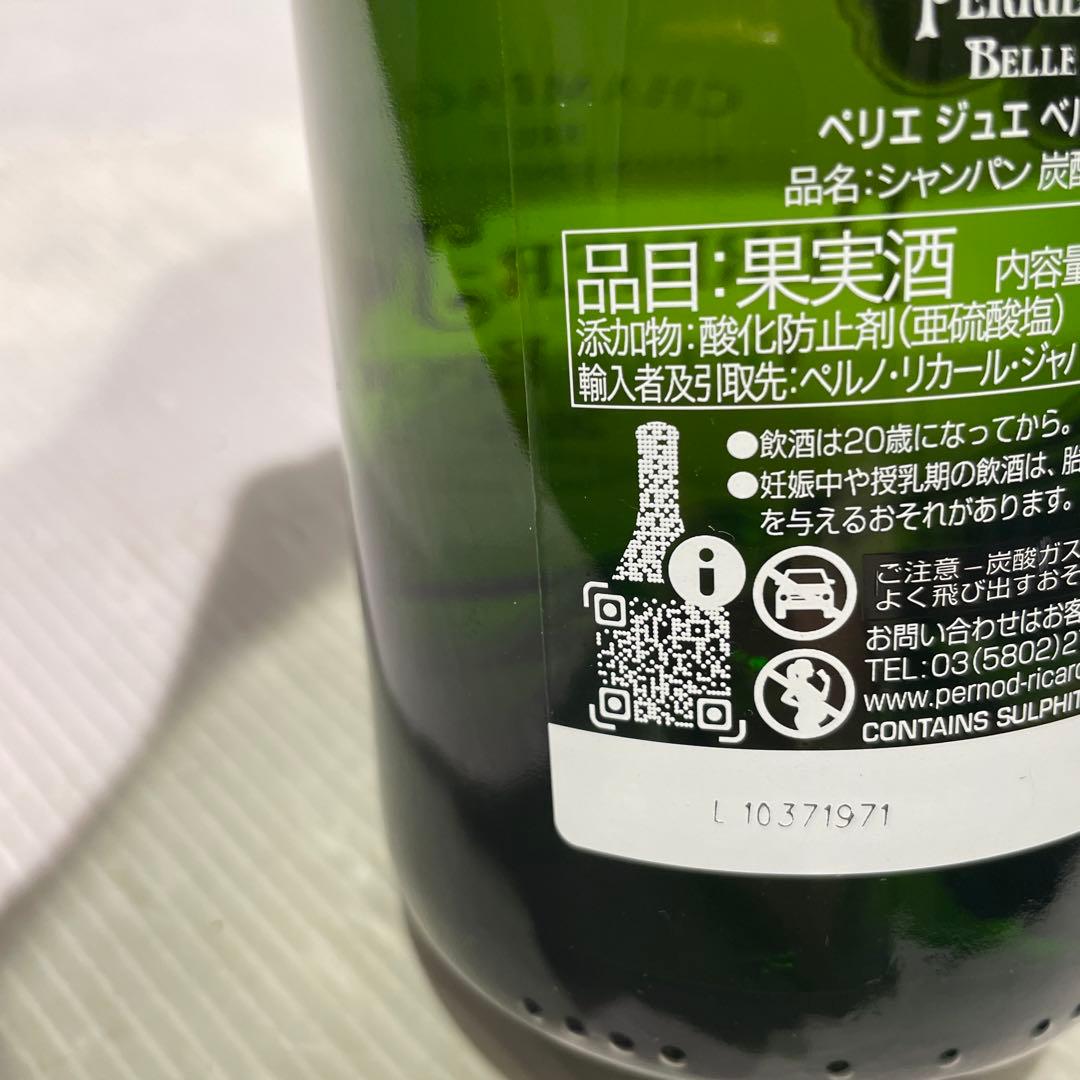 BELLE
ペリエ ジュエ
品名:シャンパン
品目:果実酒 内容量
添加物:酸化防止剤(亜硫酸塩)
輸入者及引取先:ペルノ・リカール・ジャパ
●飲酒は20歳になってから。
●妊娠中や授乳期の飲酒は、胎
を与えるおそれがあります。
i
ご注意－炭酸ガス
よく飛び出すおそ
お問い合わせはお客
TEL:03(5802)2
www.pernod-ricard
CONTAINS SULPHIT
L 10371971